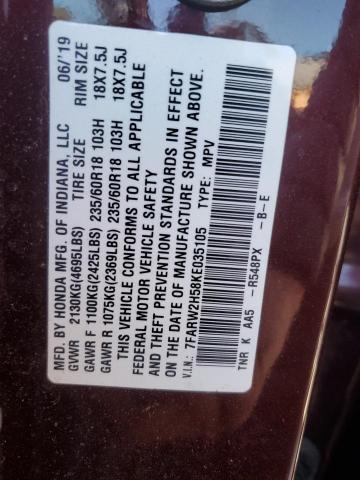 MFD. BY HONDA MFG. OF INDIANA, LLC 06/'19
GVWR 2130KG(4695LBS) TIRE SIZE RIM SIZE
GAWR F 1100KG(2425LBS) 235/60R18 103H 18X7.5J
GAWR R 1075KG(2369LBS) 235/60R18 103H 18X7.5J
THIS VEHICLE CONFORMS TO ALL APPLICABLE
FEDERAL MOTOR VEHICLE SAFETY
AND THEFT PREVENTION STANDARDS IN EFFECT
ON THE DATE OF MANUFACTURE SHOWN ABOVE.
V.I.N.: 7FARW2H58KE035105 TYPE: MPV
TNR K AA5 -R548PX -B-E